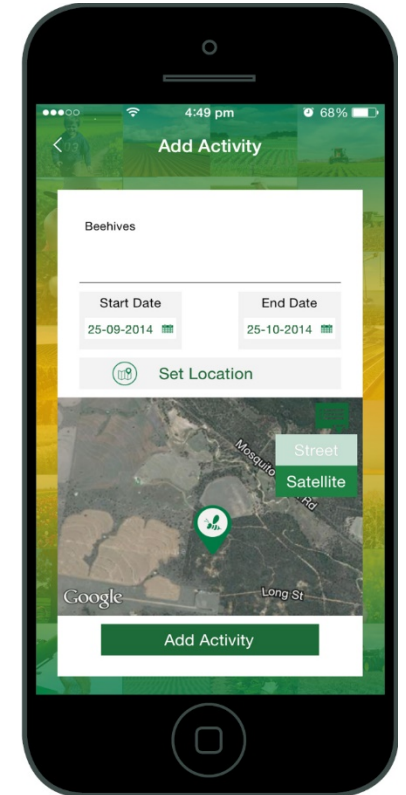 4:49 pm
68%
Add Activity
Beehives
Start Date
End Date
25-09-2014
25-10-2014
Set Location
Street
Satellite
Mosquito
Rd
Long St
Google
Add Activity